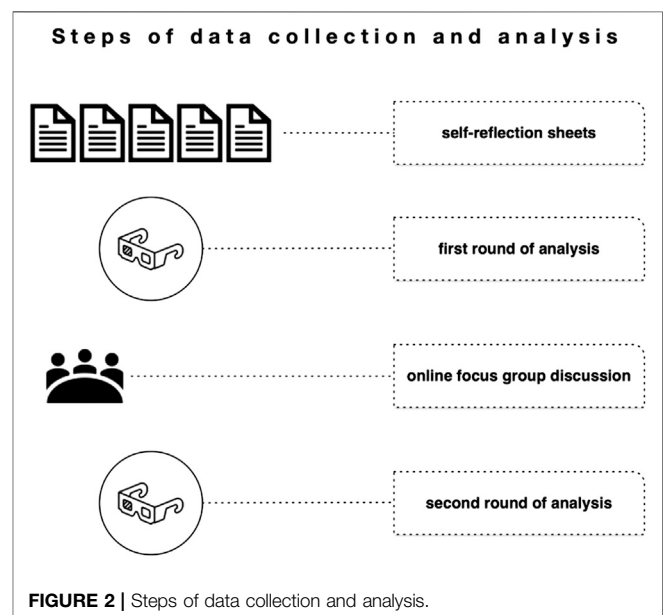 Steps of data collection and analysis
self-reflection sheets
first round of analysis
online focus group discussion
second round of analysis
FIGURE 2 | Steps of data collection and analysis.